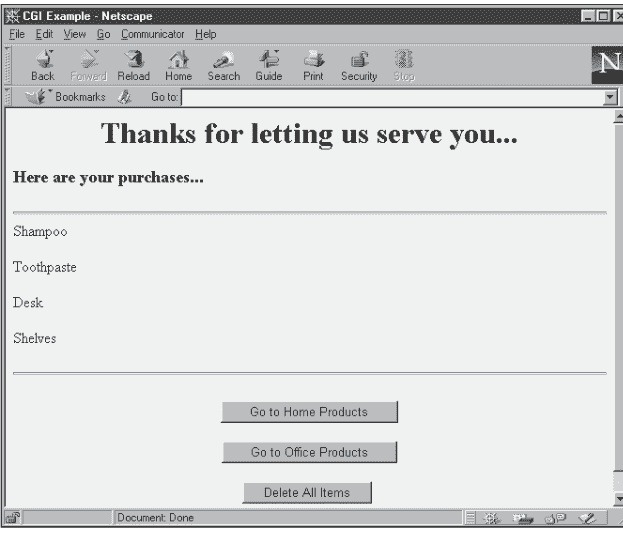 CGI Example - Netscape
File Edit View Go Communicator Help
Back Forward Reload Home Search Guide Print Security Stop
N
Bookmarks Go to:
Thanks for letting us serve you...
Here are your purchases...
Shampoo
Toothpaste
Desk
Shelves
Go to Home Products
Go to Office Products
Delete All Items
Document: Done